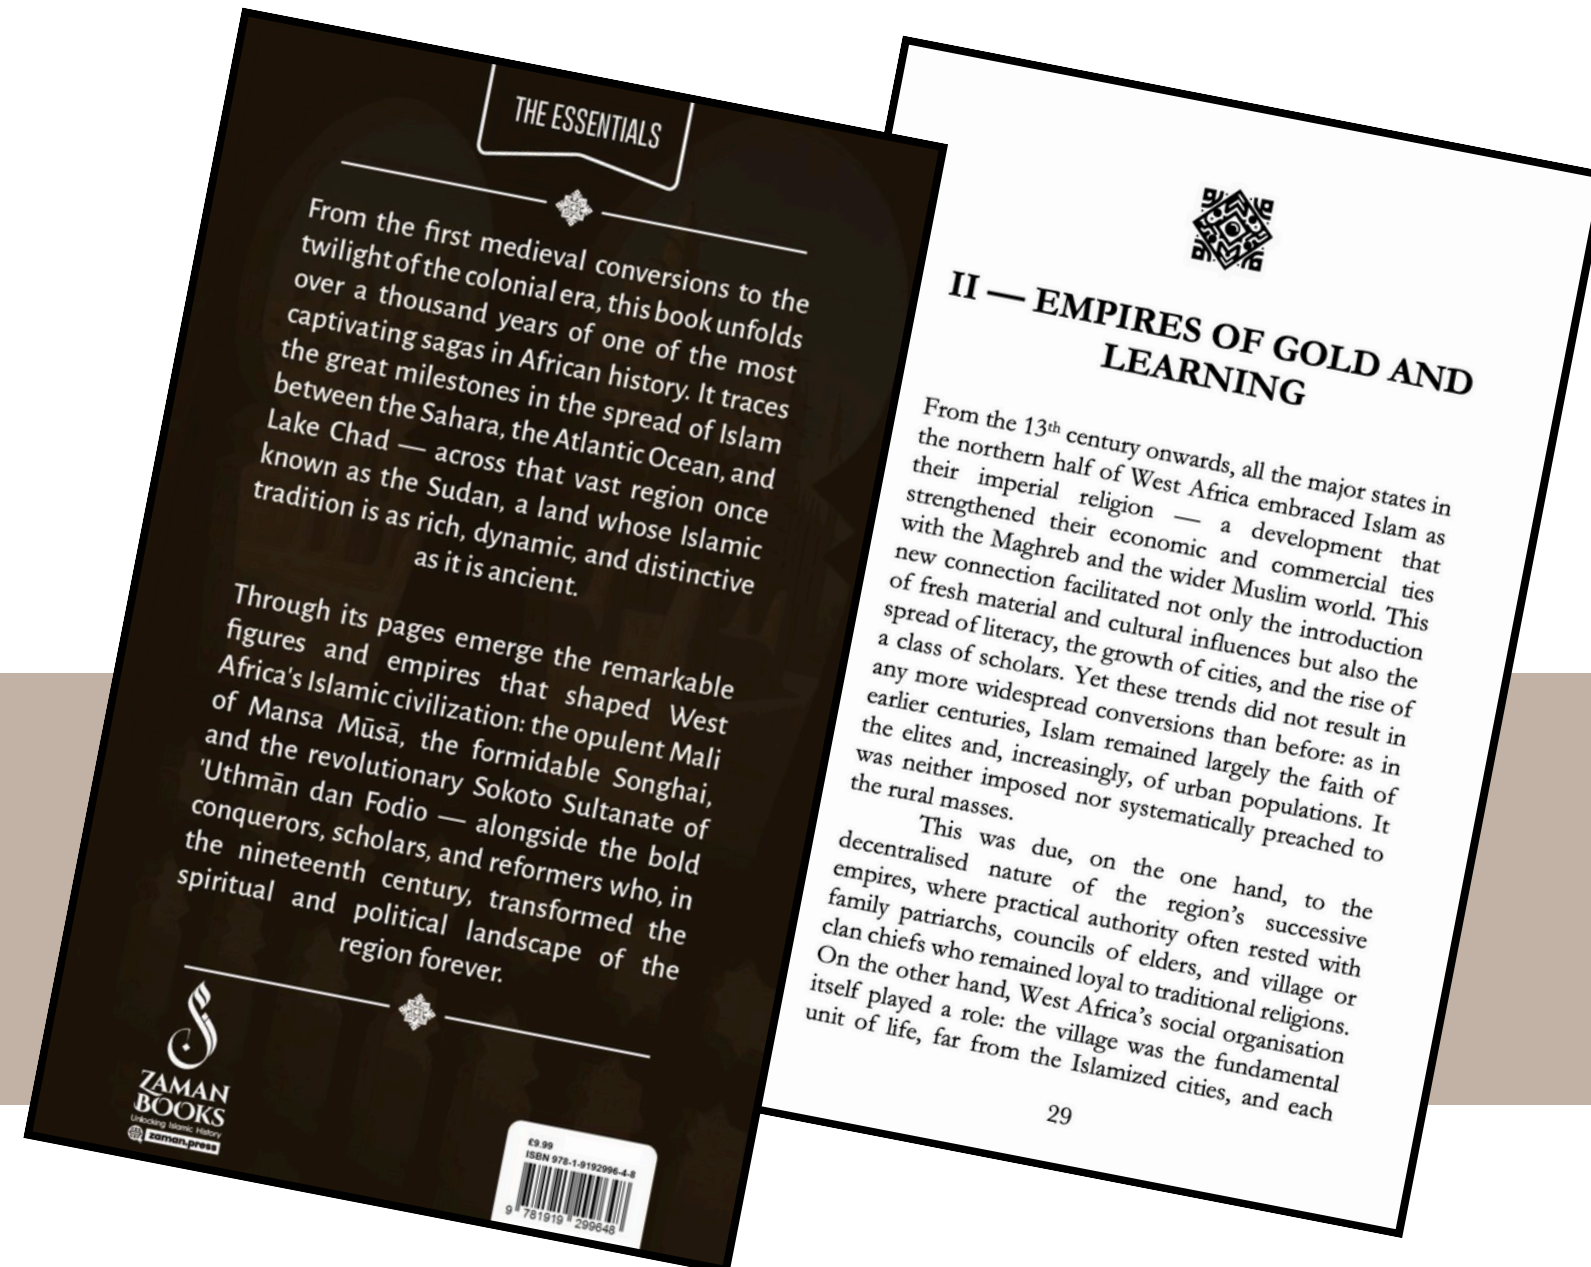 THE ESSENTIALS
From the first medieval conversions to the
twilight of the colonial era, this book unfolds
over a thousand years of one of the most
captivating sagas in African history. It traces
the great milestones in the spread of Islam
between the Sahara, the Atlantic Ocean, and
Lake Chad — across that vast region once
known as the Sudan, a land whose Islamic
tradition is as rich, dynamic, and distinctive
as it is ancient.
Through its pages emerge the remarkable
figures and empires that shaped West
Africa's Islamic civilization: the opulent Mali
of Mansa Mūsā, the formidable Songhai,
and the revolutionary Sokoto Sultanate of
'Uthmān dan Fodio — alongside the bold
conquerors, scholars, and reformers who, in
the nineteenth century, transformed the
spiritual and political landscape of the
region forever.
ZAMAN
BOOKS
Unlocking Islamic History
zaman.press
£9.99
ISBN 978-1-9192996-4-8
9 781919 299648
II — EMPIRES OF GOLD AND
LEARNING
From the 13th century onwards, all the major states in
the northern half of West Africa embraced Islam as
their imperial religion — a development that
strengthened their economic and commercial ties
with the Maghreb and the wider Muslim world. This
new connection facilitated not only the introduction
of fresh material and cultural influences but also the
spread of literacy, the growth of cities, and the rise of
a class of scholars. Yet these trends did not result in
any more widespread conversions than before: as in
earlier centuries, Islam remained largely the faith of
the elites and, increasingly, of urban populations. It
was neither imposed nor systematically preached to
the rural masses.
This was due, on the one hand, to the
decentralised nature of the region's successive
empires, where practical authority often rested with
family patriarchs, councils of elders, and village or
clan chiefs who remained loyal to traditional religions.
On the other hand, West Africa's social organisation
itself played a role: the village was the fundamental
unit of life, far from the Islamized cities, and each
29